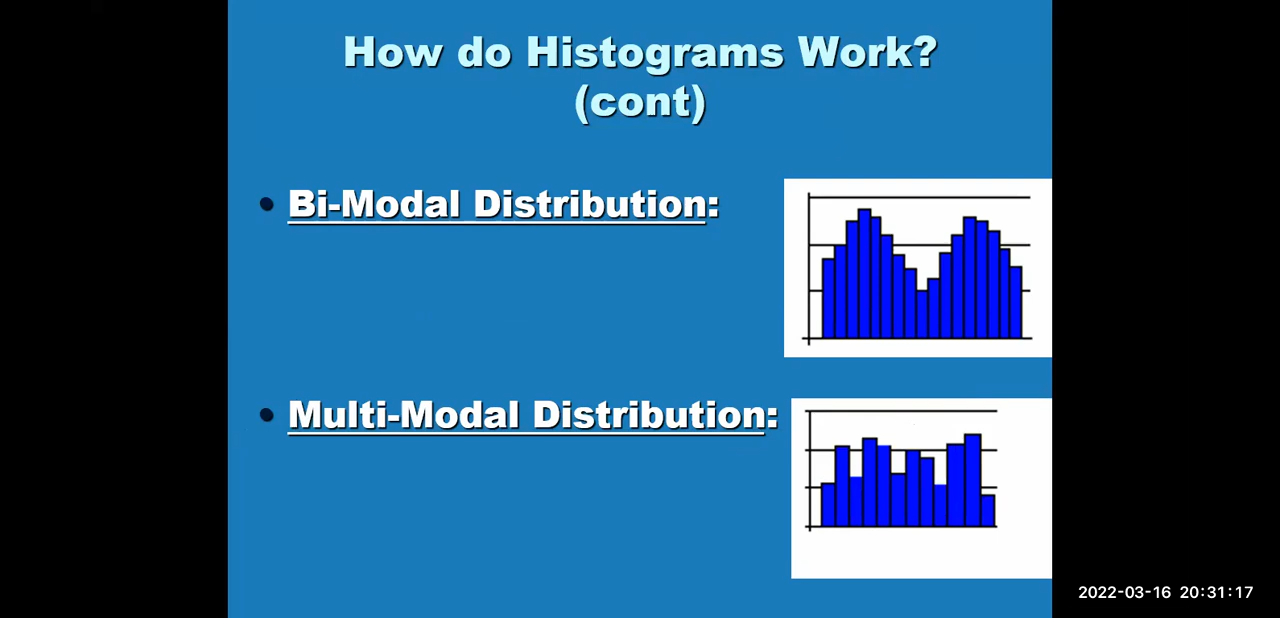 How do Histograms Work?
(cont)
• Bi-Modal Distribution:
• Multi-Modal Distribution:
2022-03-16 20:31:17